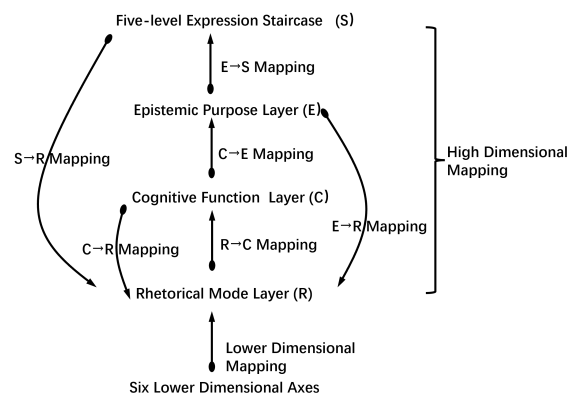 Five-level Expression Staircase (S)
E→S Mapping
Epistemic Purpose Layer (E)
S→R Mapping
C→E Mapping
High Dimensional
Mapping
Cognitive Function Layer (C)
E→R Mapping
C→R Mapping
R→C Mapping
Rhetorical Mode Layer (R)
Lower Dimensional
Mapping
Six Lower Dimensional Axes